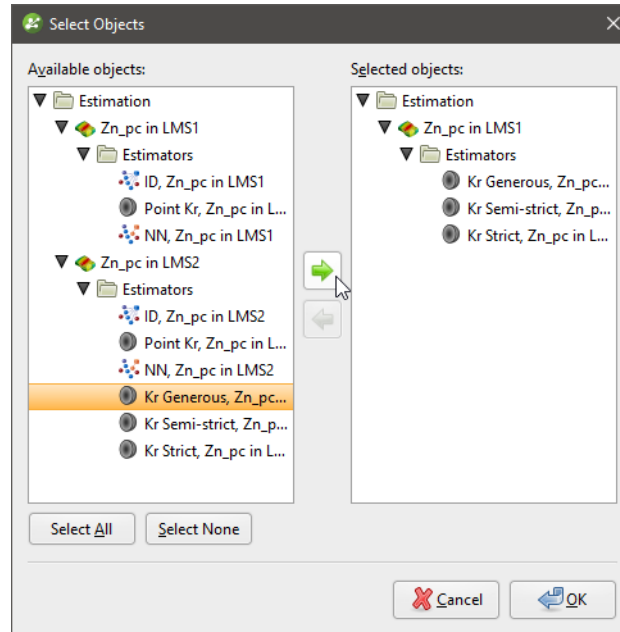 Select Objects
Available objects:
Estimation
Zn_pc in LMS1
Estimators
ID, Zn_pc in LMS1
Point Kr, Zn_pc in L...
NN, Zn_pc in LMS1
Zn_pc in LMS2
Estimators
ID, Zn_pc in LMS2
Point Kr, Zn_pc in L...
NN, Zn_pc in LMS2
Kr Generous, Zn_pc...
Kr Semi-strict, Zn_p...
Kr Strict, Zn_pc in L...
Select All
Select None
Selected objects:
Estimation
Zn_pc in LMS1
Estimators
Kr Generous, Zn_pc...
Kr Semi-strict, Zn_p...
Kr Strict, Zn_pc in L...
Cancel
OK